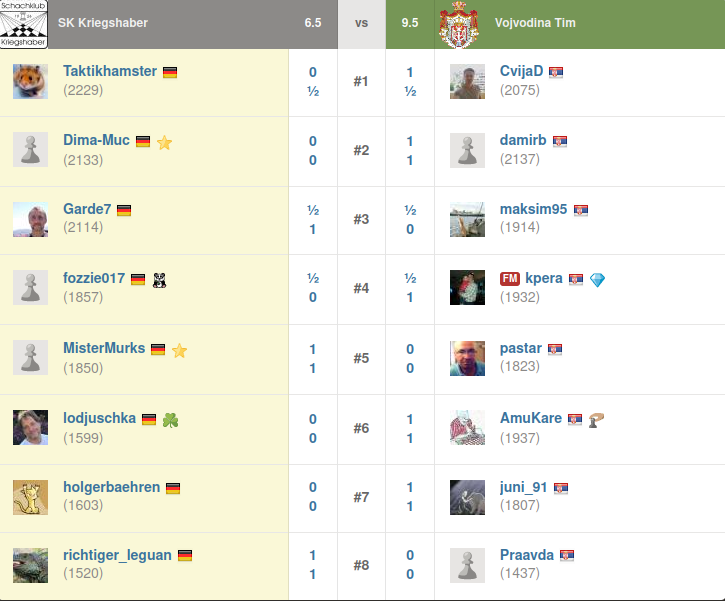 Schachklub
Kriegshaber
SK Kriegshaber 6.5 vs 9.5 Vojvodina Tim
Taktikhamster 0 #1 1 CvijaD
(2229) ½ ½ (2075)
Dima-Muc 0 #2 1 damirb
(2133) 0 1 (2137)
Garde7 ½ #3 ½ maksim95
(2114) 1 0 (1914)
fozzie017 ½ #4 ½ FM kpera
(1857) 0 1 (1932)
MisterMurks 1 #5 0 pastar
(1850) 1 0 (1823)
lodjuschka 0 #6 1 AmuKare
(1599) 0 1 (1937)
holgerbaehren 0 #7 1 juni_91
(1603) 0 1 (1807)
richtiger_leguan 1 #8 0 Praavda
(1520) 1 0 (1437)